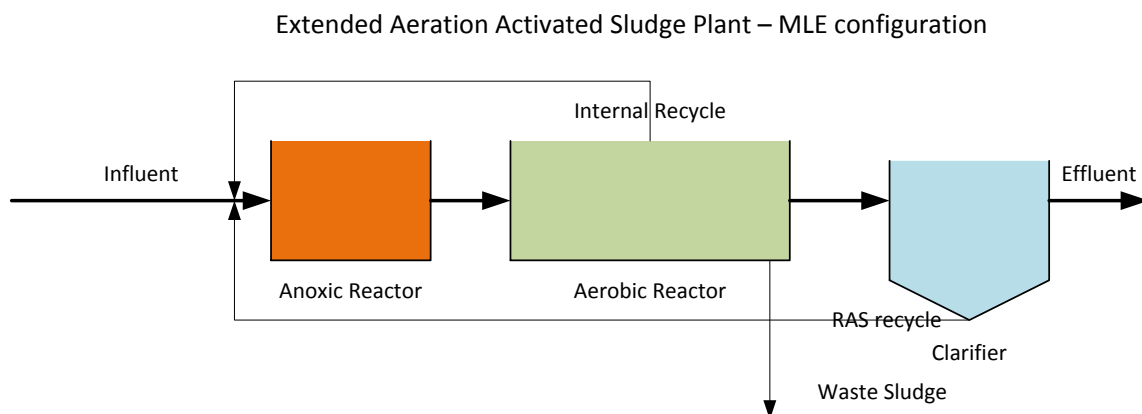 Extended Aeration Activated Sludge Plant – MLE configuration
Internal Recycle
Influent
Effluent
Anoxic Reactor
Aerobic Reactor
RAS recycle
Clarifier
Waste Sludge